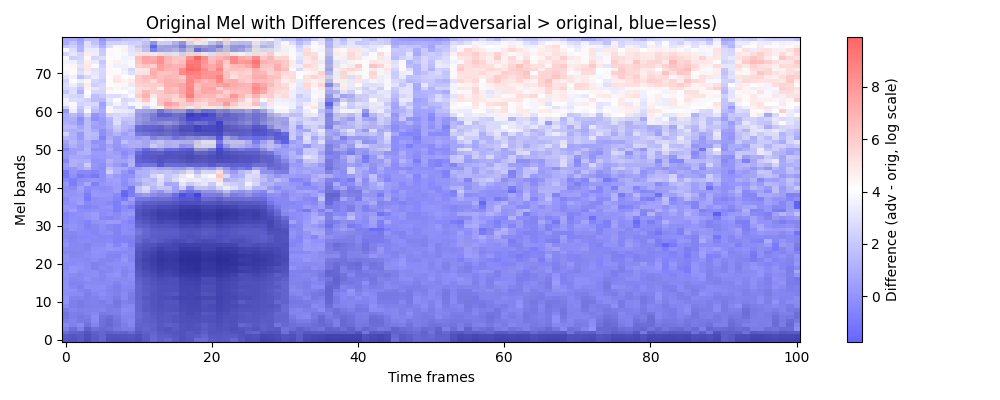 Original Mel with Differences (red=adversarial > original, blue=less)
Mel bands
70
60
50
40
30
20
10
0
0 20 40 60 80 100
Time frames
8
6
4
2
0
Difference (adv - orig, log scale)